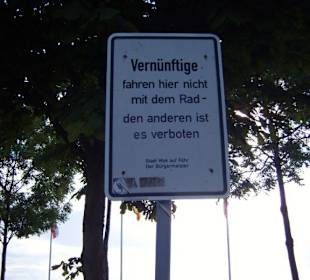 Vernünftige
fahren hier nicht
mit dem Rad-
den anderen ist
es verboten
Stadt Wyk auf Föhr
Der Bürgermeister